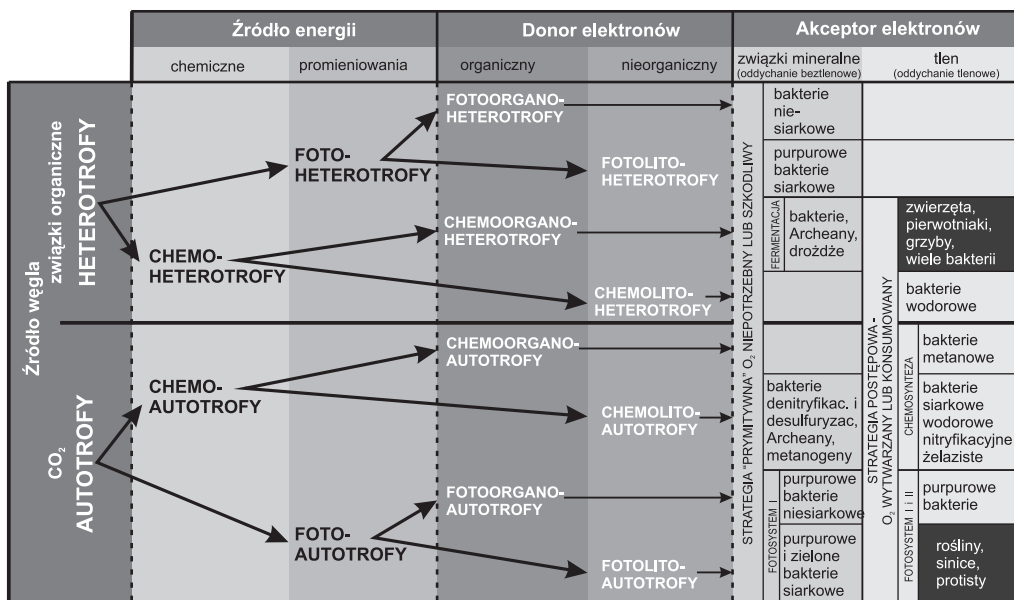 Źródło energii
Donor elektronów
Akceptor elektronów
chemiczne
promieniowania
organiczny
nieorganiczny
związki mineralne
(oddychanie beztlenowe)
tlen
(oddychanie tlenowe)
Źródło węgla
związki organiczne
HETEROTROFY
CO₂
AUTOTROFY
FOTO-
HETEROTROFY
CHEMO-
HETEROTROFY
CHEMO-
AUTOTROFY
FOTO-
AUTOTROFY
FOTOORGANO-
HETEROTROFY
FOTOLITO-
HETEROTROFY
CHEMOORGANO-
HETEROTROFY
CHEMOLITO-
HETEROTROFY
CHEMOORGANO-
AUTOTROFY
CHEMOLITO-
AUTOTROFY
FOTOORGANO-
AUTOTROFY
FOTOLITO-
AUTOTROFY
STRATEGIA "PRYMITYWNA" O₂ NIEPOTRZEBNY LUB SZKODLIWY
bakterie
nie-
siarkowe
purpurowe
bakterie
siarkowe
FERMENTACJA
bakterie,
Archeany,
drożdże
bakterie
denitryfikac. i
desulfuryzac,
Archeany,
metanogeny
FOTOSYSTEM I
purpurowe
bakterie
niesiarkowe
purpurowe
i zielone
bakterie
siarkowe
STRATEGIA POSTĘPOWA -
O₂ WYTWARZANY LUB KONSUMOWANY
zwierzęta,
pierwotniaki,
grzyby,
wiele bakterii
bakterie
wodorowe
CHEMOSYNTEZA
bakterie
metanowe
bakterie
siarkowe
wodorowe
nitryfikacyjne
żelaziste
FOTOSYSTEM I i II
purpurowe
bakterie
rośliny,
sinice,
protisty